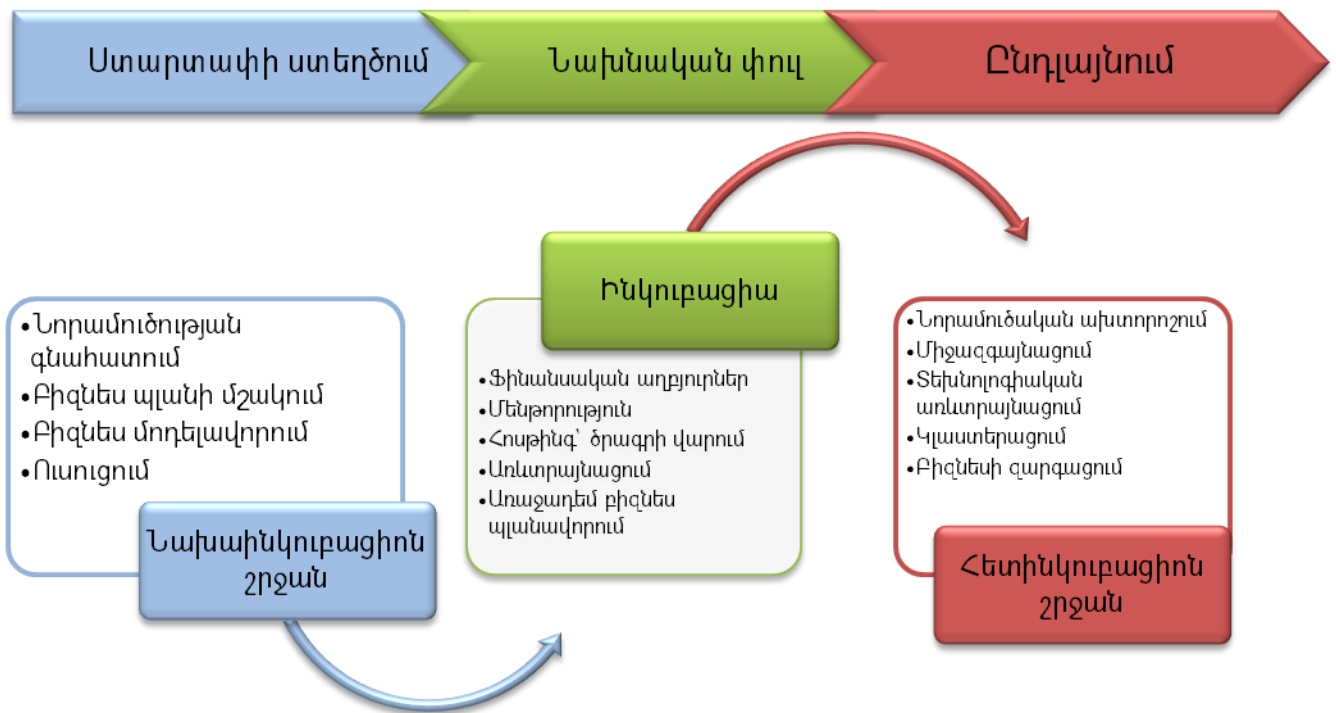 Ստարտափի ստեղծում
Նախնական փուլ
Ընդլայնում
•Նորամուծության
գնահատում
•Բիզնես պլանի մշակում
•Բիզնես մոդելավորում
•Ուսուցում
Նախաինկուբացիոն
շրջան
Ինկուբացիա
•Ֆինանսական աղբյուրներ
•Մենթորություն
•Հոսթինգ՝ ծրագրի վարում
•Առևտրայնացում
•Առաջադեմ բիզնես
պլանավորում
•Նորամուծական ախտորոշում
•Միջազգայնացում
•Տեխնոլոգիական
առևտրայնացում
•Կլաստերացում
•Բիզնեսի զարգացում
Հետինկուբացիոն
շրջան